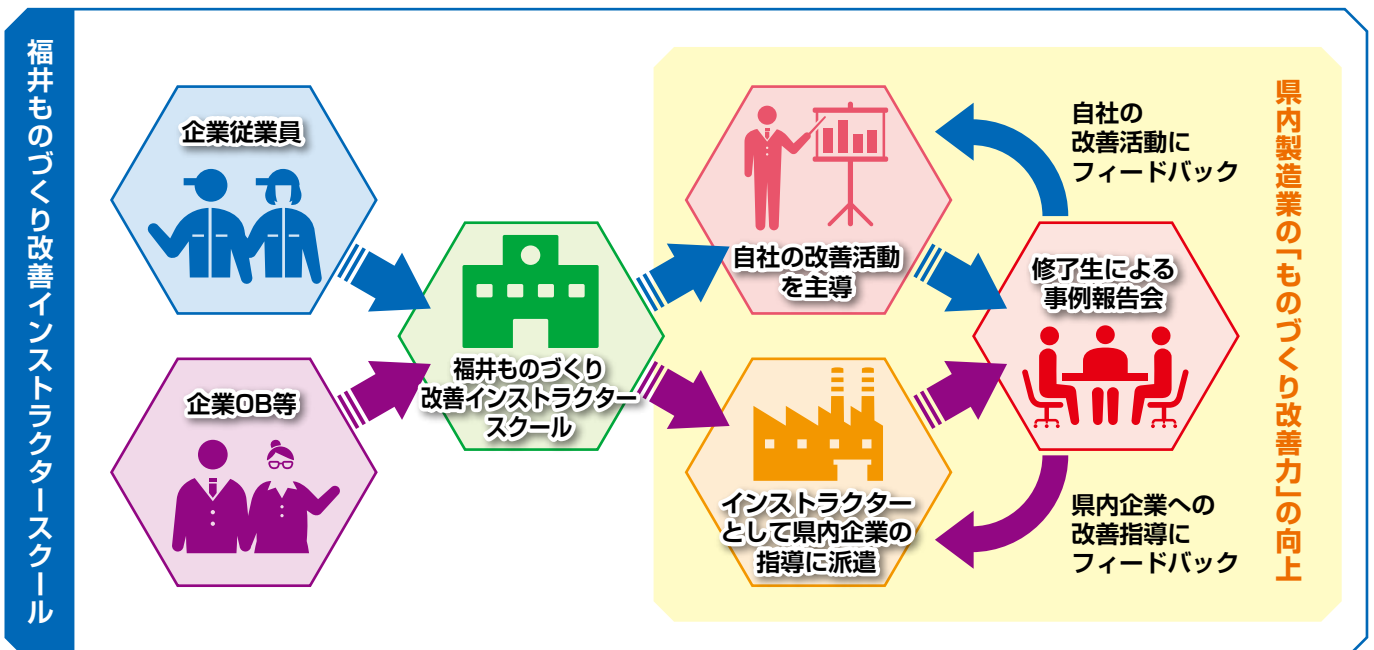 福井ものづくり改善インストラクタースクール
企業従業員
企業OB等
福井ものづくり
改善インストラクター
スクール
自社の改善活動
を主導
インストラクター
として県内企業の
指導に派遣
自社の
改善活動に
フィードバック
修了生による
事例報告会
県内企業への
改善指導に
フィードバック
県内製造業の「ものづくり改善力」の向上